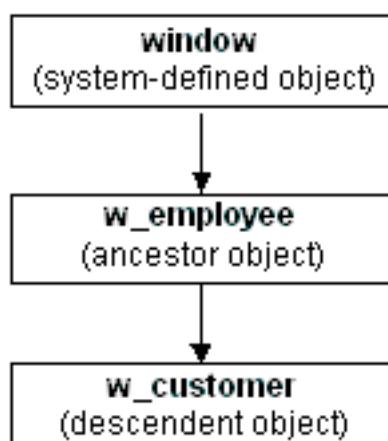 window
(system-defined object)
w_employee
(ancestor object)
w_customer
(descendent object)